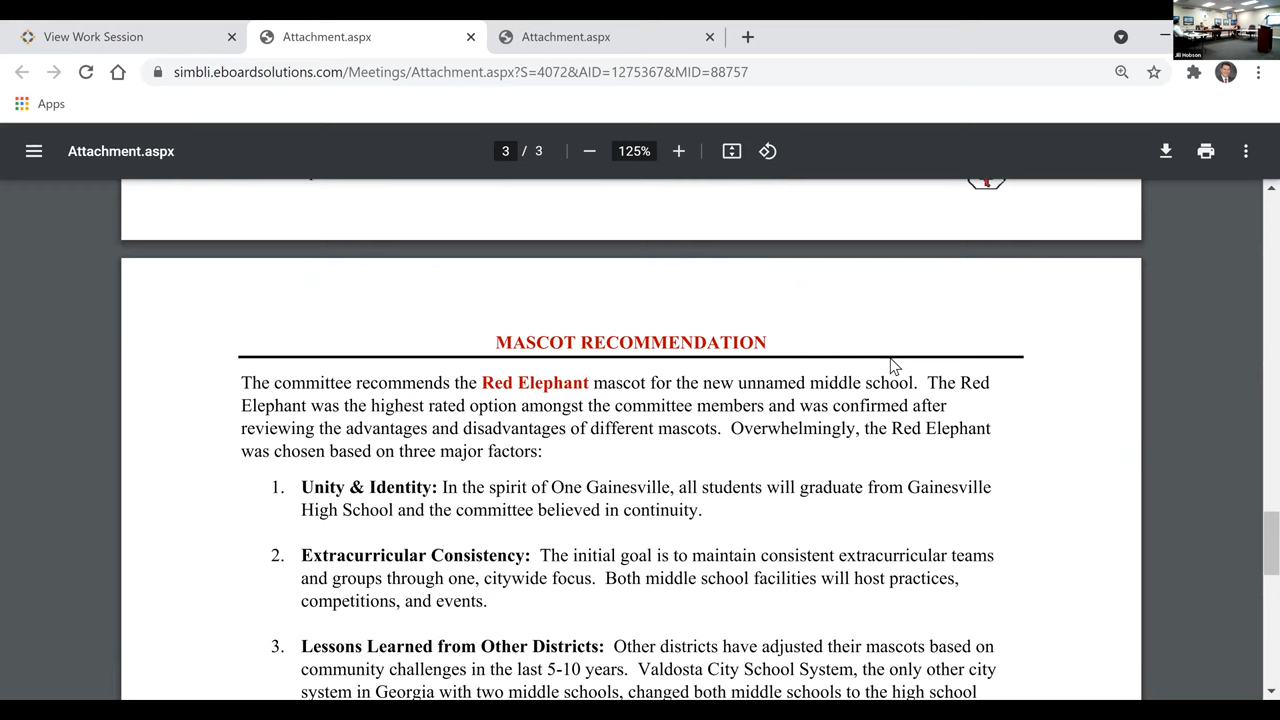 View Work Session
Attachment.aspx
Attachment.aspx
Jill Hobson
simbli.eboardsolutions.com/Meetings/Attachment.aspx?S=4072&AID=1275367&MID=88757
Apps
Attachment.aspx
3 / 3
125%
MASCOT RECOMMENDATION
The committee recommends the Red Elephant mascot for the new unnamed middle school. The Red
Elephant was the highest rated option amongst the committee members and was confirmed after
reviewing the advantages and disadvantages of different mascots. Overwhelmingly, the Red Elephant
was chosen based on three major factors:
1. Unity & Identity: In the spirit of One Gainesville, all students will graduate from Gainesville
High School and the committee believed in continuity.
2. Extracurricular Consistency: The initial goal is to maintain consistent extracurricular teams
and groups through one, citywide focus. Both middle school facilities will host practices,
competitions, and events.
3. Lessons Learned from Other Districts: Other districts have adjusted their mascots based on
community challenges in the last 5-10 years. Valdosta City School System, the only other city
system in Georgia with two middle schools, changed both middle schools to the high school